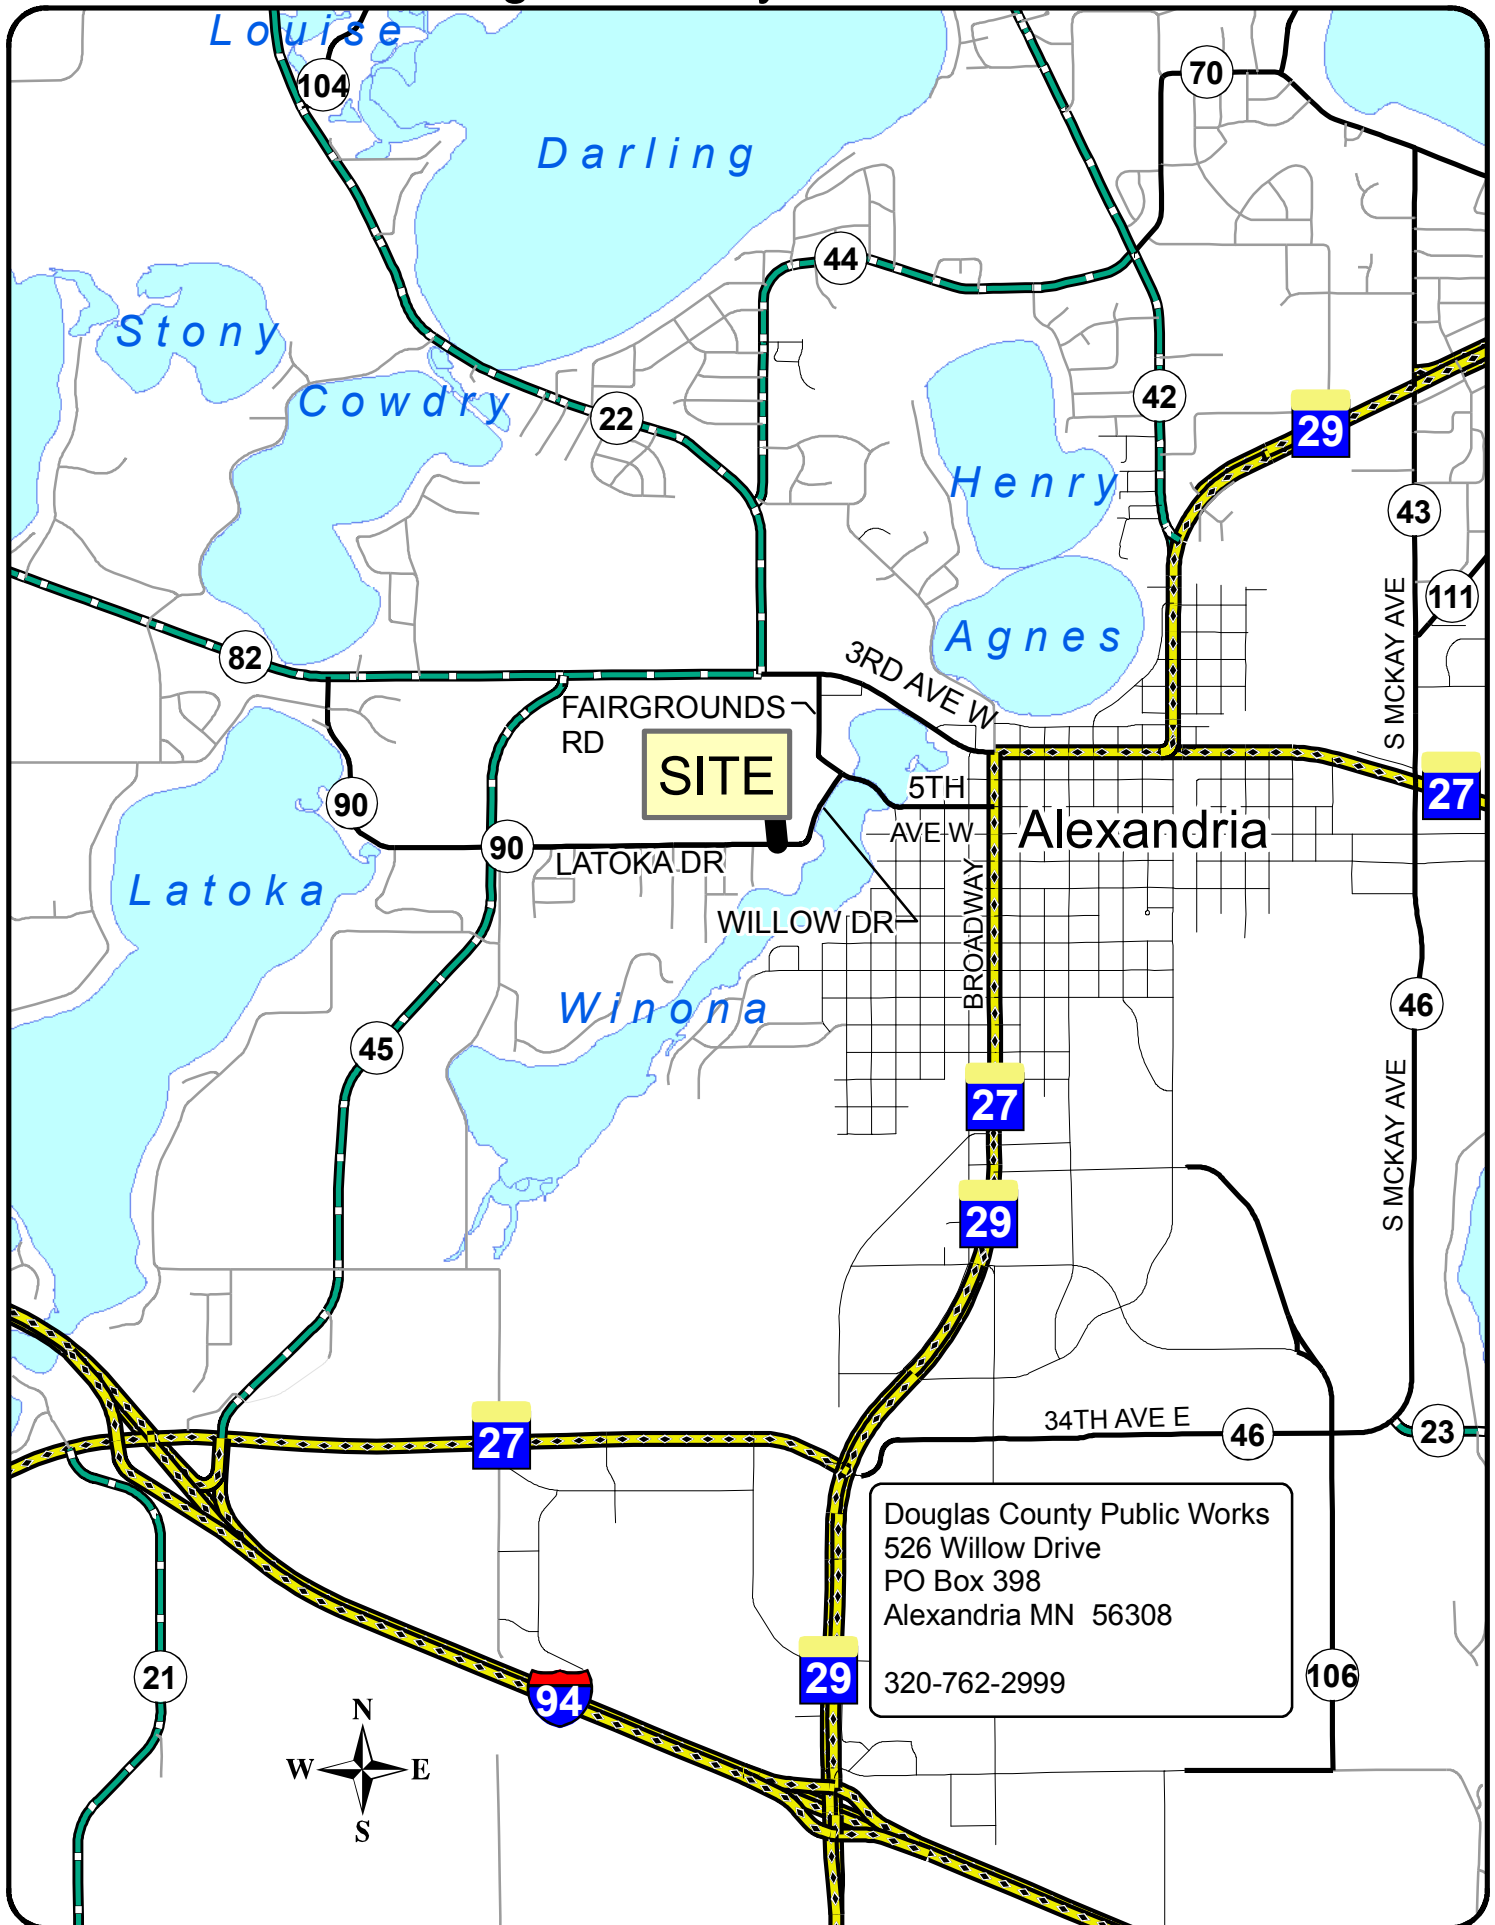 Louise
104
70
Darling
44
Stony
Cowdry
22
42
29
Henry
43
111
Agnes
S MCKAY AVE
82
3RD AVE W
FAIRGROUNDS
RD
SITE
90
5TH
AVE W
27
Alexandria
90
LATOKA DR
Latoka
WILLOW DR
BROADWAY
Winona
46
45
27
S MCKAY AVE
29
27
34TH AVE E
46
23
Douglas County Public Works
526 Willow Drive
PO Box 398
Alexandria MN 56308
320-762-2999
21
94
29
106
N
W E
S